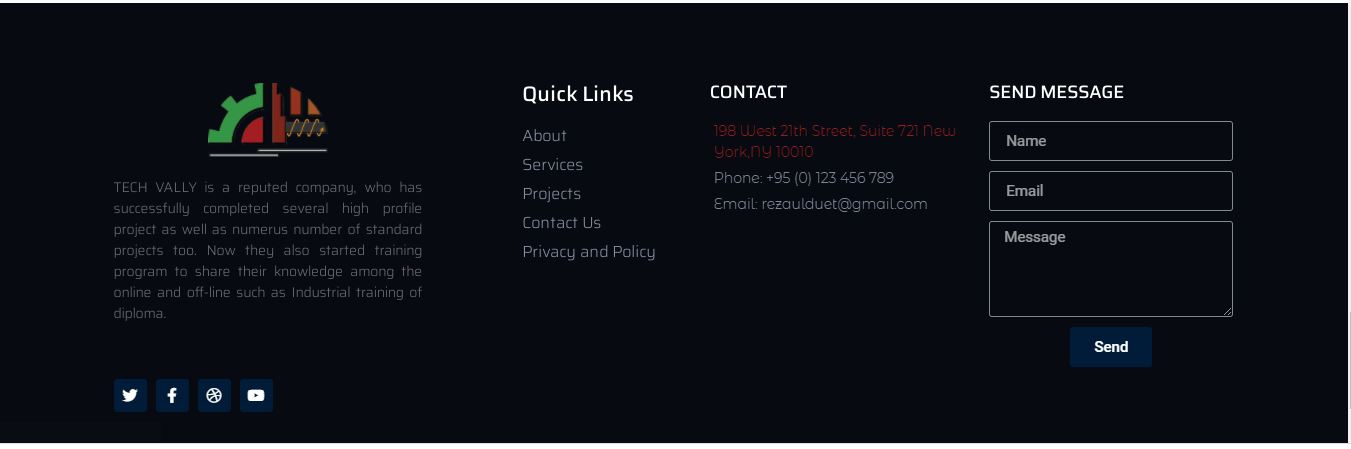 TECH VALLY is a reputed company, who has
successfully completed several high profile
project as well as numerus number of standard
projects too. Now they also started training
program to share their knowledge among the
online and off-line such as Industrial training of
diploma.
Quick Links
About
Services
Projects
Contact Us
Privacy and Policy
CONTACT
198 West 21th Street, Suite 721 New
York,NY 10010
Phone: +95 (0) 123 456 789
Email: rezaulduet@gmail.com
SEND MESSAGE
Name
Email
Message
Send